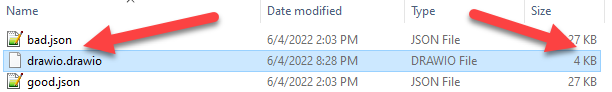 Name Date modified Type Size
bad.json 6/4/2022 2:03 PM JSON File 27 KB
drawio.drawio 6/4/2022 8:28 PM DRAWIO File 4 KB
good.json 6/4/2022 2:03 PM JSON File 27 KB